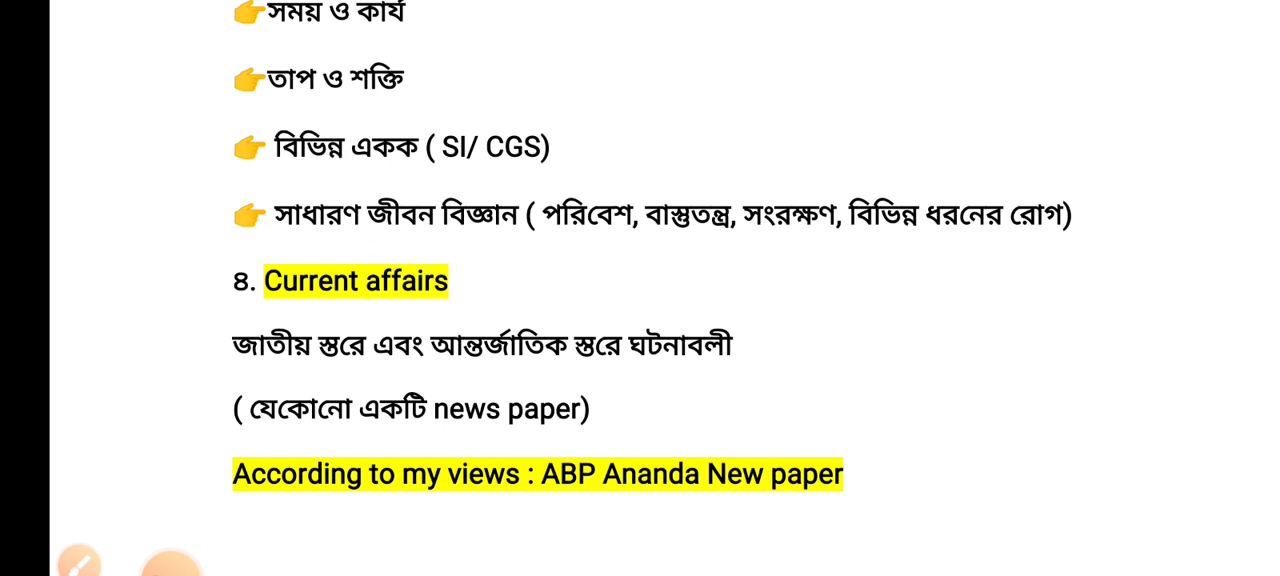 👉সময় ও কার্য
👉তাপ ও শক্তি
👉 বিভিন্ন একক ( SI/ CGS)
👉 সাধারণ জীবন বিজ্ঞান ( পরিবেশ, বাস্তুতন্ত্র, সংরক্ষণ, বিভিন্ন ধরনের রোগ)
৪. Current affairs
জাতীয় স্তরে এবং আন্তর্জাতিক স্তরে ঘটনাবলী
( যেকোনো একটি news paper)
According to my views : ABP Ananda New paper